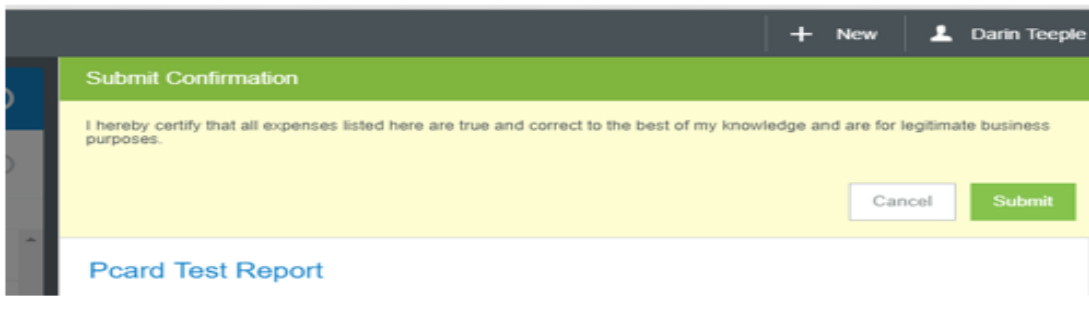 + New Darin Teeple
Submit Confirmation
I hereby certify that all expenses listed here are true and correct to the best of my knowledge and are for legitimate business
purposes.
Cancel Submit
Pcard Test Report